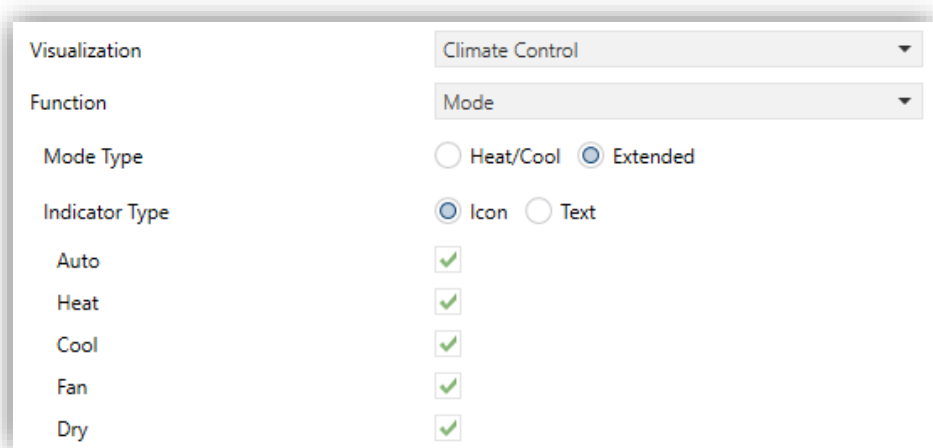 Visualization Climate Control
Function Mode
Mode Type Heat/Cool Extended
Indicator Type Icon Text
Auto
Heat
Cool
Fan
Dry